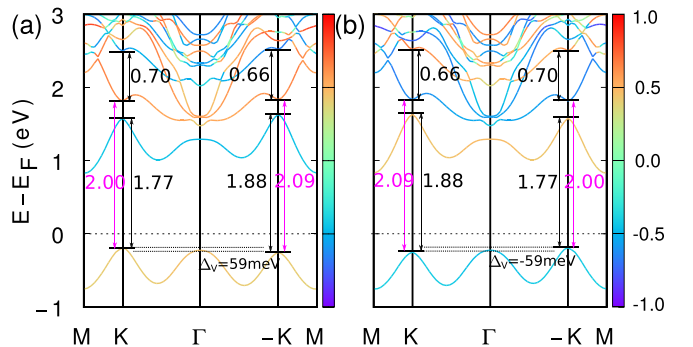 (a)
(b)
3
2
1
0
−1
E−E_F (eV)
0.70
0.66
2.00
1.77
1.88
2.09
Δ_V=59meV
M
K
Γ
−K
M
0.66
0.70
2.09
1.88
1.77
2.00
Δ_V=-59meV
M
K
Γ
−K
M
1.0
0.5
0.0
-0.5
-1.0